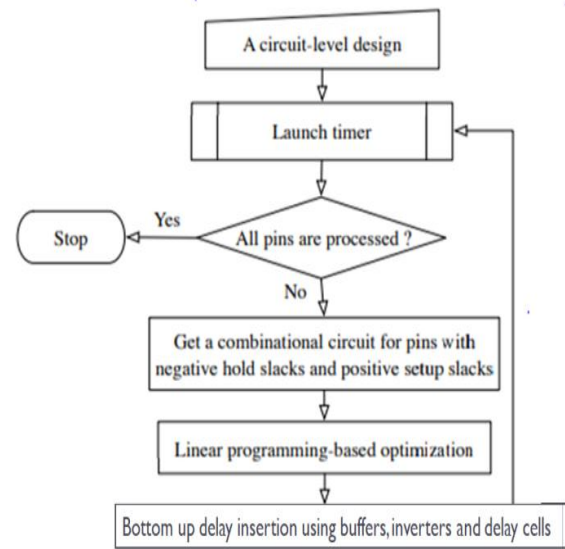 A circuit-level design
Launch timer
All pins are processed ?
Yes
Stop
No
Get a combinational circuit for pins with
negative hold slacks and positive setup slacks
Linear programming-based optimization
Bottom up delay insertion using buffers, inverters and delay cells